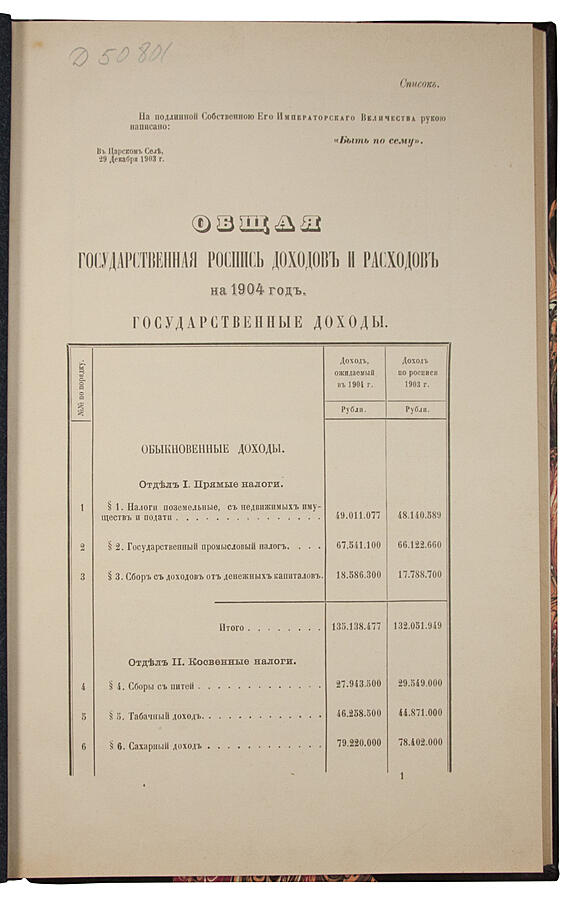 Д 50801
Списокъ.
На подлинной Собственною Его Императорскаго Величества рукою
написано:
«Быть по сему».
Въ Царскомъ Селѣ,
29 Декабря 1903 г.
ОБЩАЯ
ГОСУДАРСТВЕННАЯ РОСПИСЬ ДОХОДОВЪ И РАСХОДОВЪ
на 1904 годъ.
ГОСУДАРСТВЕННЫЕ ДОХОДЫ.
№№ по порядку.
Доходъ, ожидаемый въ 1904 г.
Доходъ по росписи 1903 г.
Рубли. Рубли.
ОБЫКНОВЕННЫЕ ДОХОДЫ.
Отдѣлъ I. Прямые налоги.
1 § 1. Налоги поземельные, съ недвижимыхъ иму-
ществъ и подати . . . . . . . . . . . . . . . 49.011.077 48.140.589
2 § 2. Государственный промысловый налогъ. . . . 67.541.100 66.122.660
3 § 3. Сборъ съ доходовъ отъ денежныхъ капиталовъ. 18.586.300 17.788.700
Итого . . . . . . . . 135.138.477 132.051.949
Отдѣлъ II. Косвенные налоги.
4 § 4. Сборы съ питей . . . . . . . . . . . . . 27.943.500 29.549.000
5 § 5. Табачный доходъ. . . . . . . . . . . . . 46.258.500 44.871.000
6 § 6. Сахарный доходъ . . . . . . . . . . . . 79.220.000 78.402.000
1